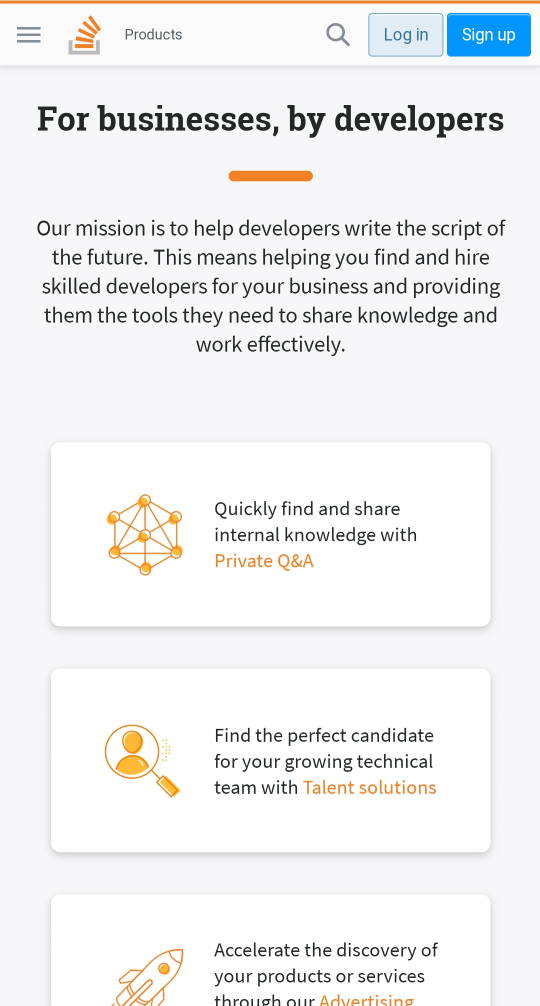 Products
Log in
Sign up
For businesses, by developers
Our mission is to help developers write the script of
the future. This means helping you find and hire
skilled developers for your business and providing
them the tools they need to share knowledge and
work effectively.
Quickly find and share
internal knowledge with
Private Q&A
Find the perfect candidate
for your growing technical
team with Talent solutions
Accelerate the discovery of
your products or services
through our Advertising